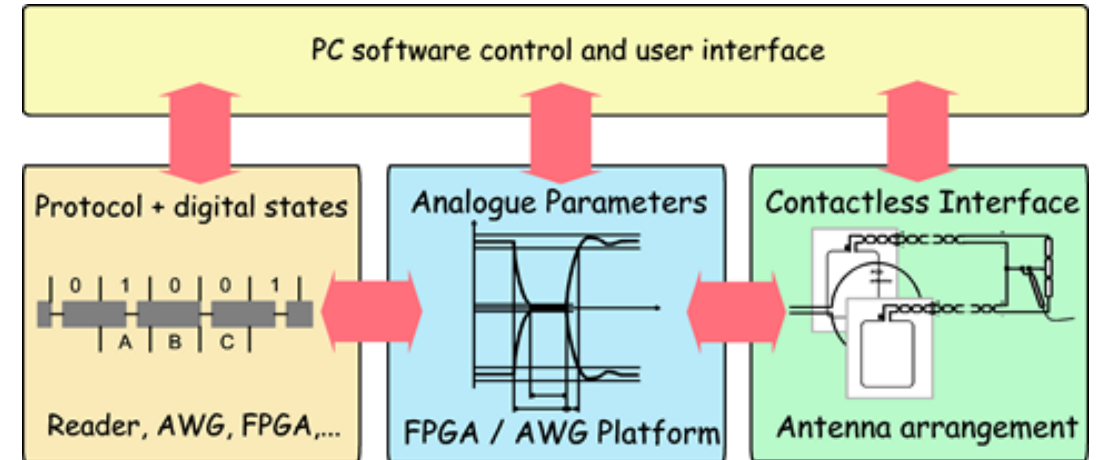 PC software control and user interface
Protocol + digital states
0 1 0 0 1
A B C
Reader, AWG, FPGA,...
Analogue Parameters
FPGA / AWG Platform
Contactless Interface
Antenna arrangement